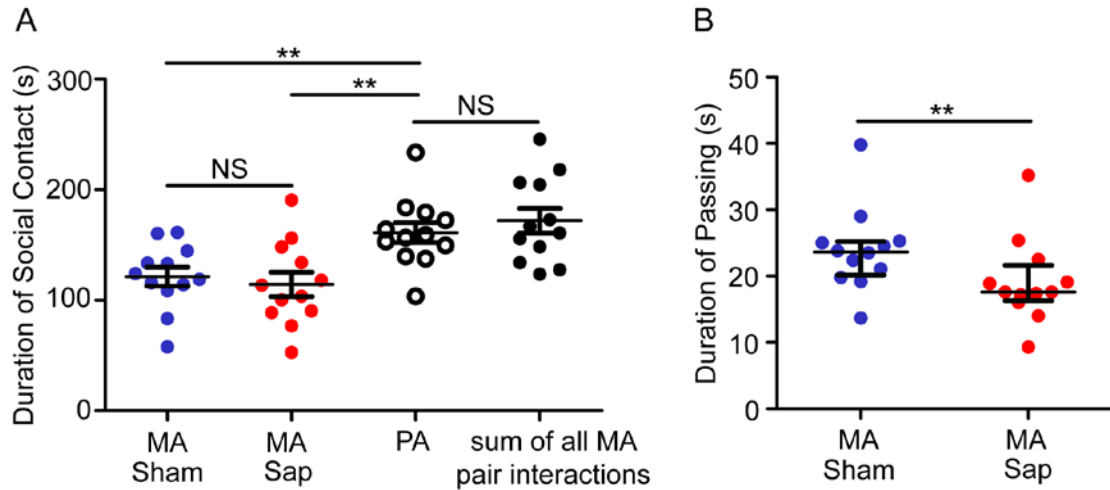 A
Duration of Social Contact (s)
300
200
100
0
**
**
NS
NS
MA
Sham
MA
Sap
PA
sum of all MA
pair interactions
B
Duration of Passing (s)
50
40
30
20
10
0
**
MA
Sham
MA
Sap